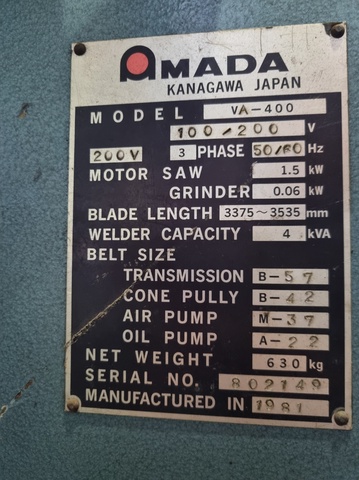 AMADA
KANAGAWA JAPAN
MODEL VA-400
100/200 V
200V 3 PHASE 50/60 Hz
MOTOR SAW 1.5 kW
GRINDER 0.06 kW
BLADE LENGTH 3375~3535 mm
WELDER CAPACITY 4 kVA
BELT SIZE
TRANSMISSION B-57
CONE PULLY B-42
AIR PUMP M-37
OIL PUMP A-22
NET WEIGHT 630 kg
SERIAL NO. 802149
MANUFACTURED IN 1981